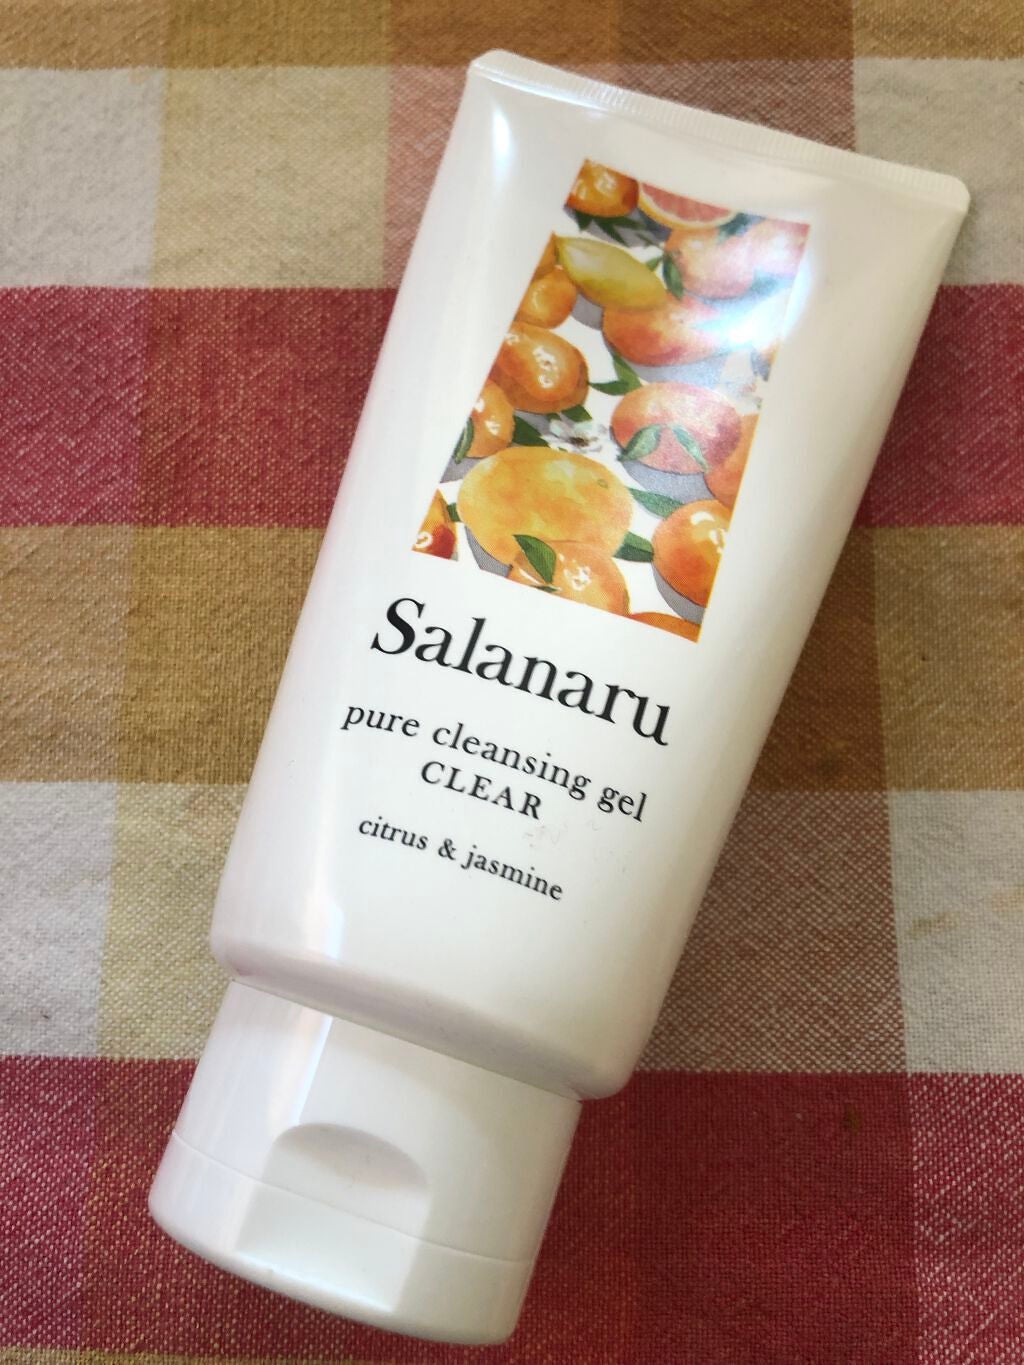 Salanaru
pure cleansing gel
CLEAR
citrus & jasmine